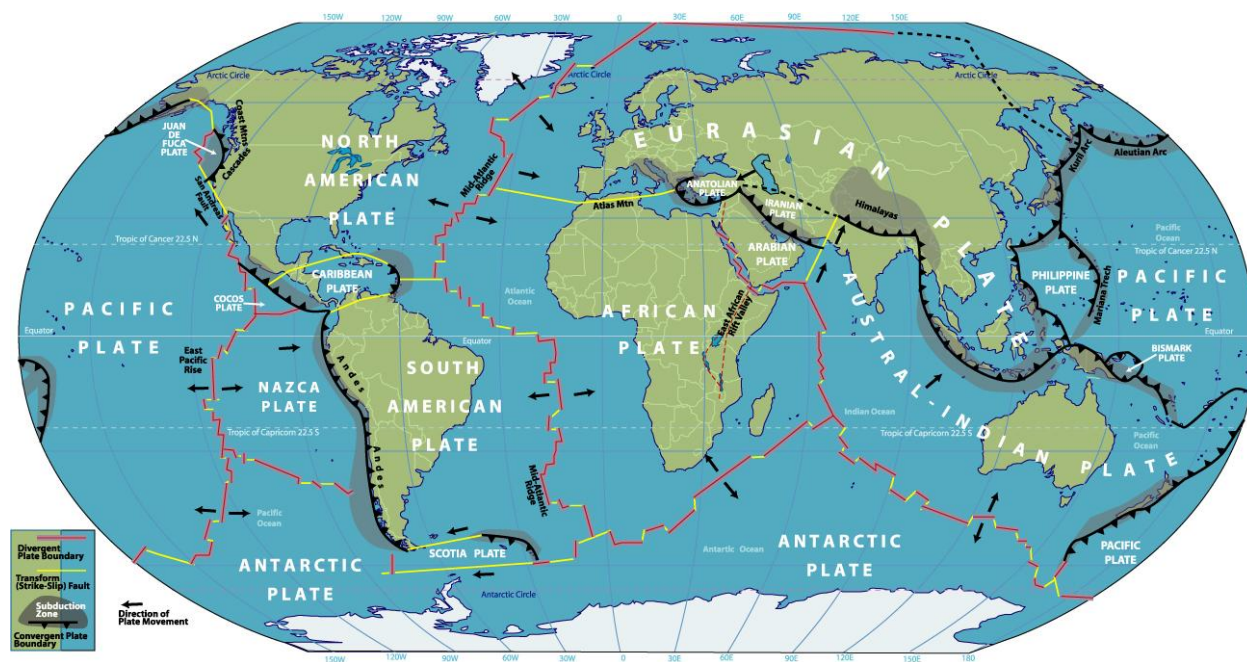 150W 120W 90W 60W 30W 0 30E 60E 90E 120E 150E
Arctic Circle
Arctic Circle
Arctic Circle
JUAN
DE
FUCA
PLATE
Coast Mtns
Cascades
San Andreas
Fault
NORTH
AMERICAN
PLATE
Mid-Atlantic
Ridge
EURASIAN PLATE
ANATOLIAN
PLATE
Atlas Mtn
IRANIAN
PLATE
Himalayas
ARABIAN
PLATE
Kuril Arc
Aleutian Arc
Tropic of Cancer 22.5 N
Pacific
Ocean
Tropic of Cancer 22.5 N
CARIBBEAN
PLATE
COCOS
PLATE
Atlantic
Ocean
PACIFIC
PLATE
AFRICAN
PLATE
East African
Rift Valley
PHILIPPINE
PLATE
Mariana Trech
PACIFIC
PLATE
Equator
Equator
Equator
BISMARK
PLATE
East
Pacific
Rise
NAZCA
PLATE
Andes
Andes
SOUTH
AMERICAN
PLATE
AUSTRAL-INDIAN PLATE
Indian Ocean
Tropic of Capricorn 22.5 S
Tropic of Capricorn 22.5 S
Pacific
Ocean
Mid-Atlantic
Ridge
Pacific
Ocean
SCOTIA PLATE
Antartic Ocean
ANTARCTIC
PLATE
ANTARCTIC
PLATE
PACIFIC
PLATE
Antarctic Circle
Divergent
Plate Boundary
Transform
(Strike-Slip) Fault
Subduction
Zone
Convergent Plate
Boundary
Direction of
Plate Movement
150W 120W 90W 60W 30W 0 30E 60E 90E 120E 150E 180